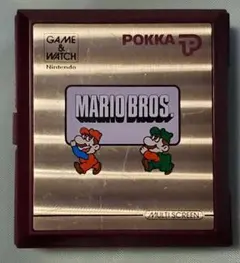 GAME
& WATCH
Nintendo
POKKA
MARIO BROS.
MULTI SCREEN